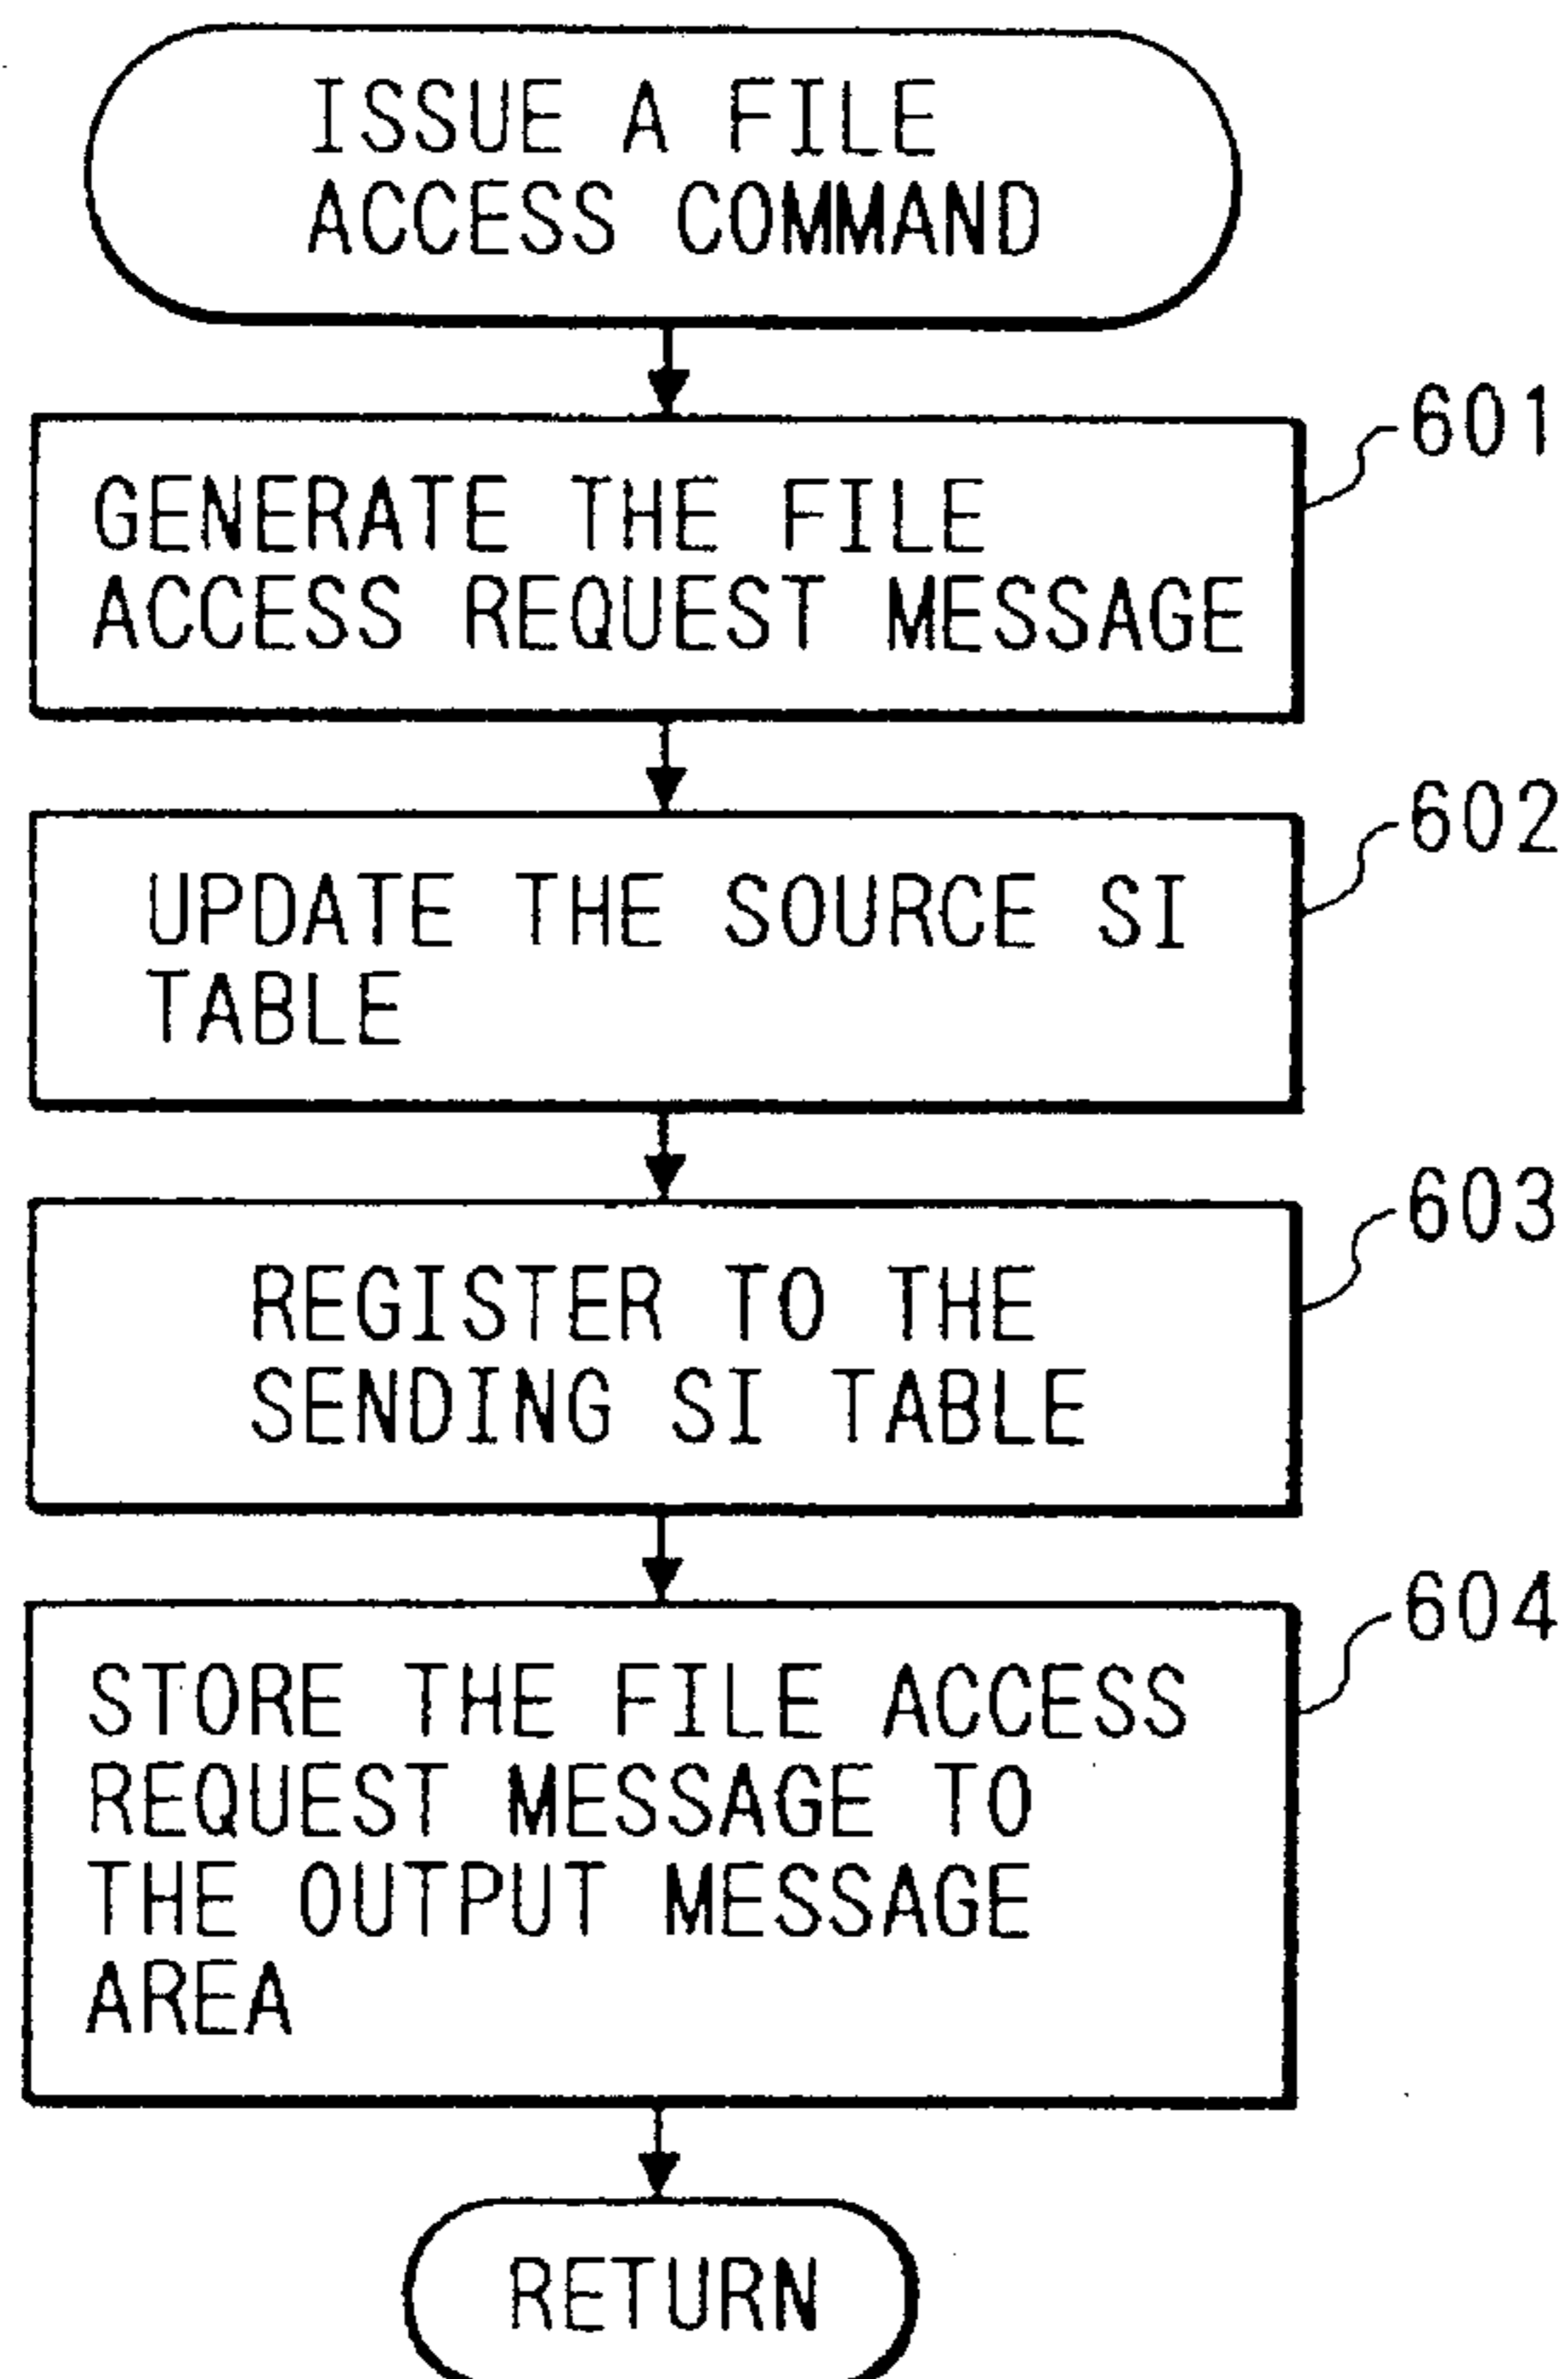 ISSUE A FILE
ACCESS COMMAND
601
GENERATE THE FILE
ACCESS REQUEST MESSAGE
602
UPDATE THE SOURCE SI
TABLE
603
REGISTER TO THE
SENDING SI TABLE
604
STORE THE FILE ACCESS
REQUEST MESSAGE TO
THE OUTPUT MESSAGE
AREA
RETURN